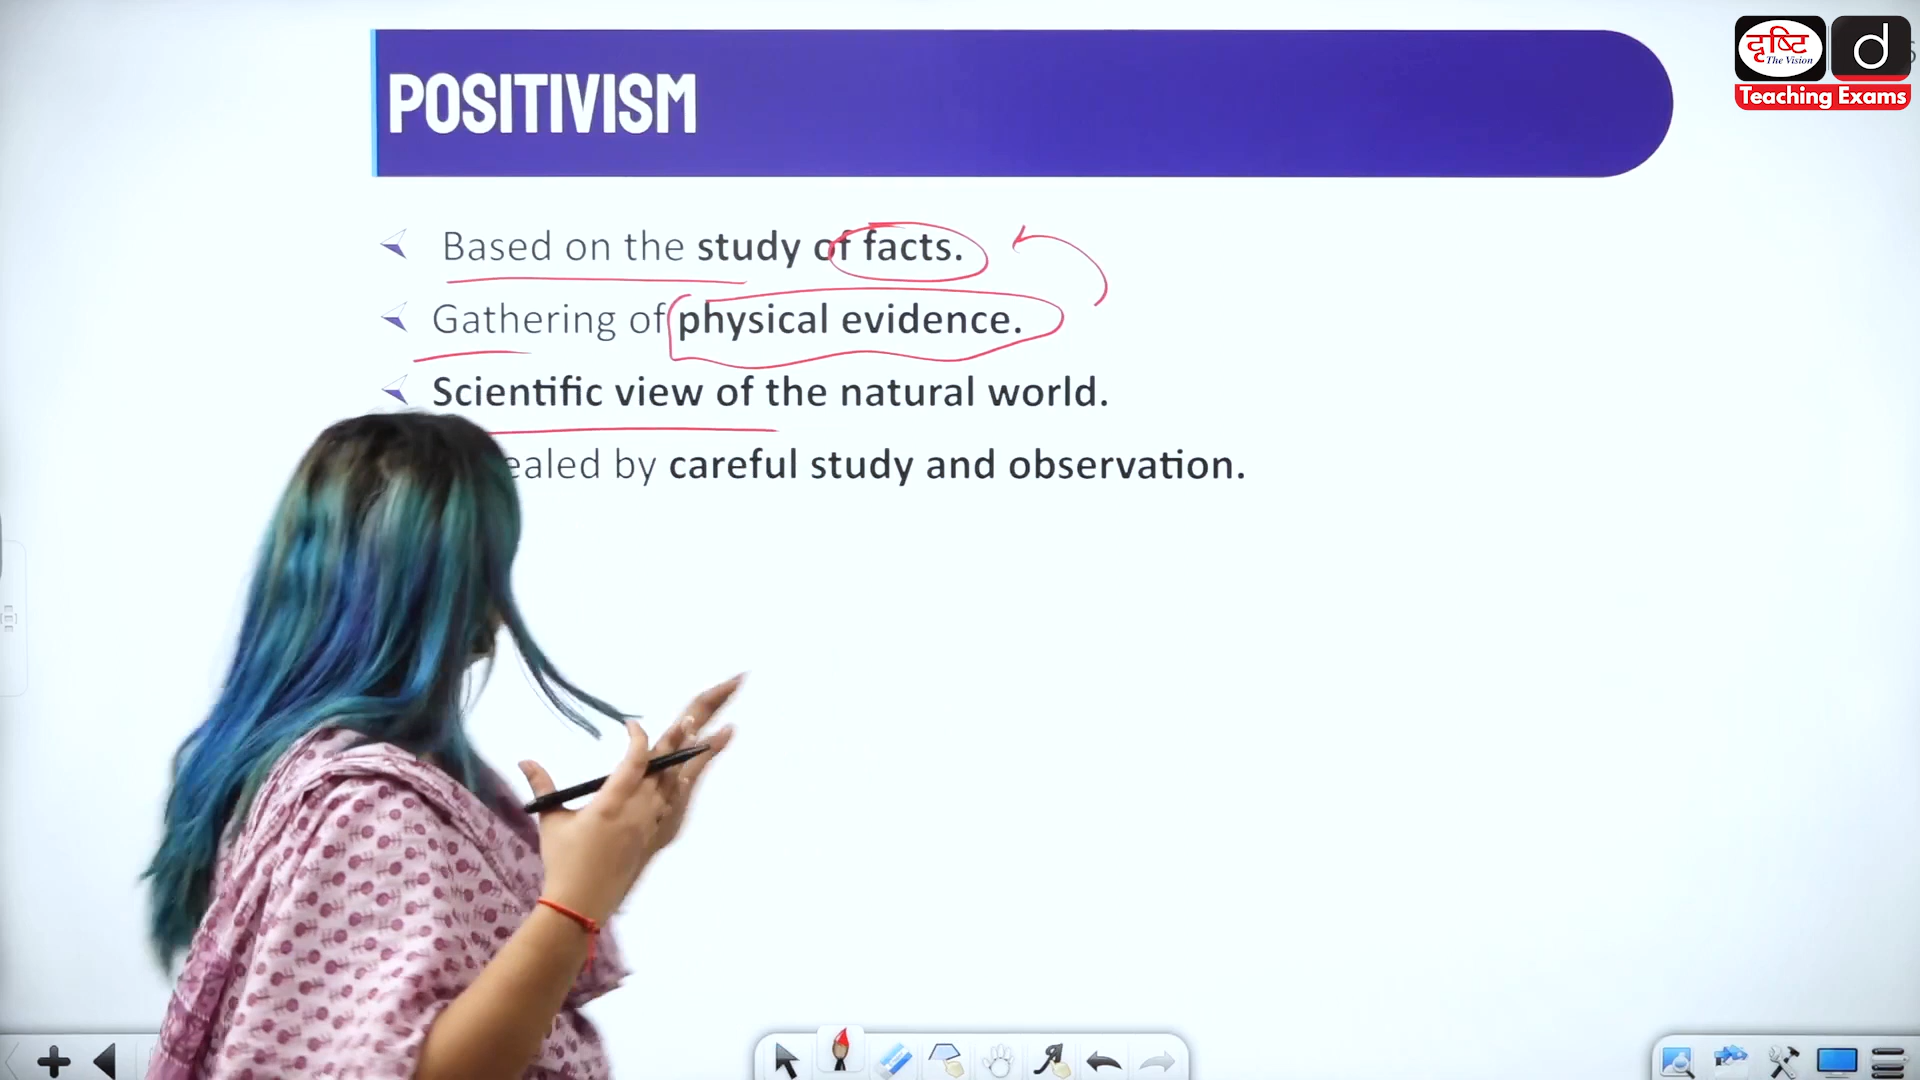 POSITIVISM
दृष्टि
The Vision
d
Teaching Exams
Based on the study of facts.
Gathering of physical evidence.
Scientific view of the natural world.
by careful study and observation.